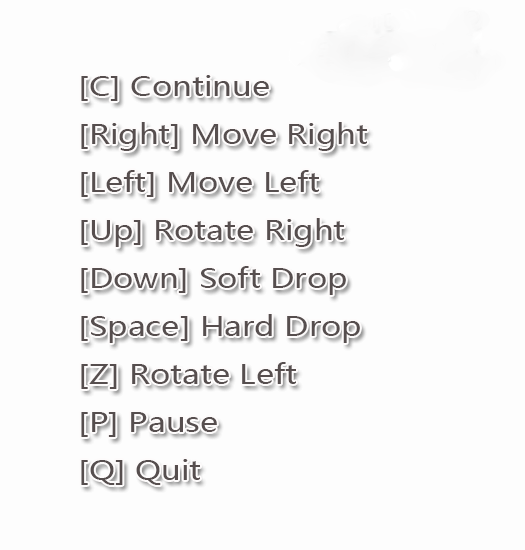 [C] Continue
[Right] Move Right
[Left] Move Left
[Up] Rotate Right
[Down] Soft Drop
[Space] Hard Drop
[Z] Rotate Left
[P] Pause
[Q] Quit